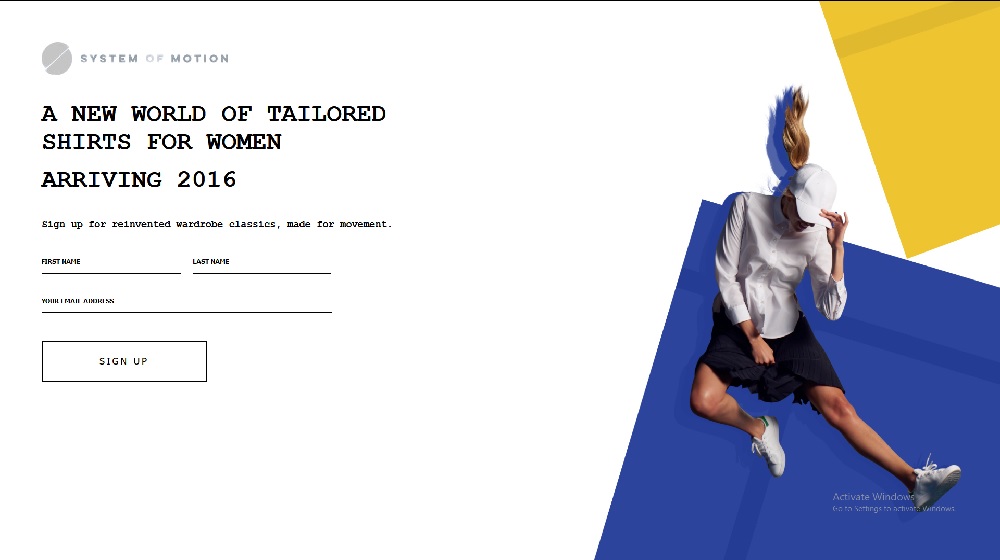 SYSTEM OF MOTION
A NEW WORLD OF TAILORED
SHIRTS FOR WOMEN
ARRIVING 2016
Sign up for reinvented wardrobe classics, made for movement.
FIRST NAME
LAST NAME
YOUR EMAIL ADDRESS
SIGN UP
Activate Windows
Go to Settings to activate Windows.